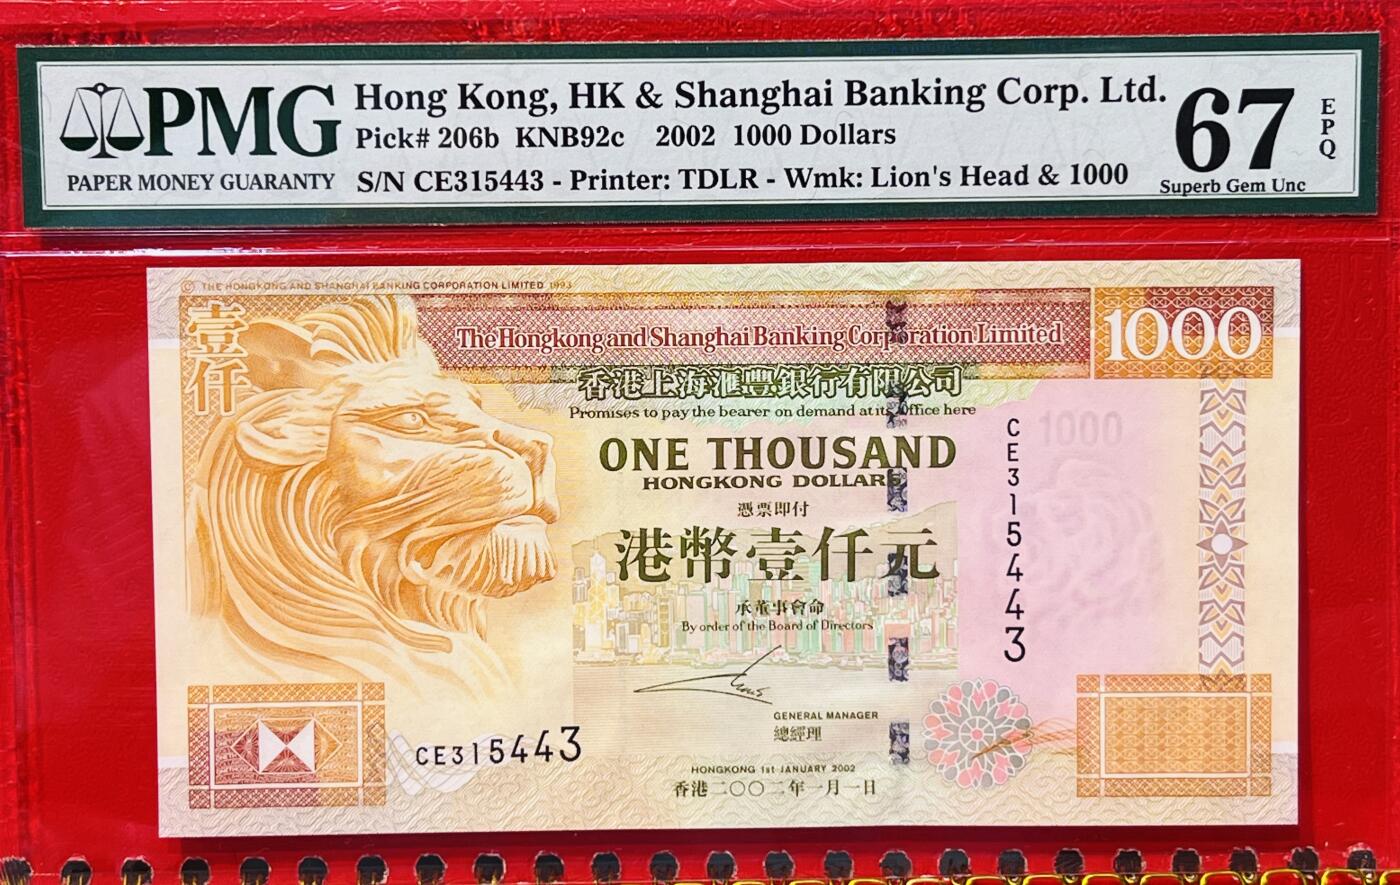 PMG
PAPER MONEY GUARANTY
Hong Kong, HK & Shanghai Banking Corp. Ltd.
Pick# 206b KNB92c 2002 1000 Dollars
S/N CE315443 - Printer: TDLR - Wmk: Lion's Head & 1000
67
EPQ
Superb Gem Unc
© THE HONGKONG AND SHANGHAI BANKING CORPORATION LIMITED 1993
壹仟
The Hongkong and Shanghai Banking Corporation Limited
1000
香港上海滙豐銀行有限公司
Promises to pay the bearer on demand at its Office here
ONE THOUSAND
HONGKONG DOLLARS
CE315443
1000
憑票即付
港幣壹仟元
承董事會命
By order of the Board of Directors
GENERAL MANAGER
總經理
CE315443
HONGKONG 1st JANUARY 2002
香港二〇〇二年一月一日